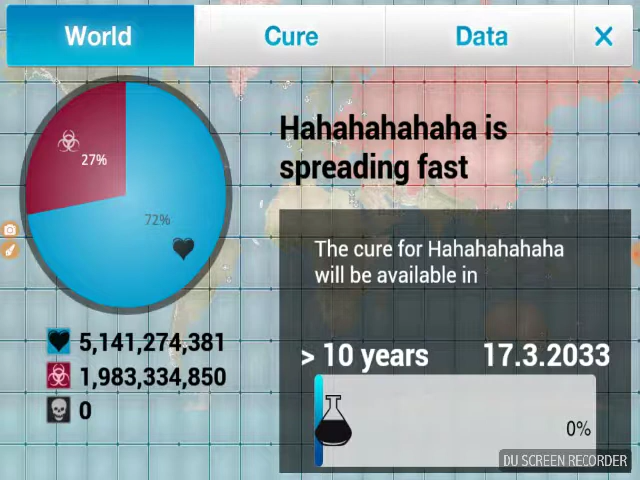 World
Cure
Data
X
27%
72%
Hahahahahaha is
spreading fast
The cure for Hahahahahaha
will be available in
> 10 years
17.3.2033
5,141,274,381
1,983,334,850
0
0%
DU SCREEN RECORDER